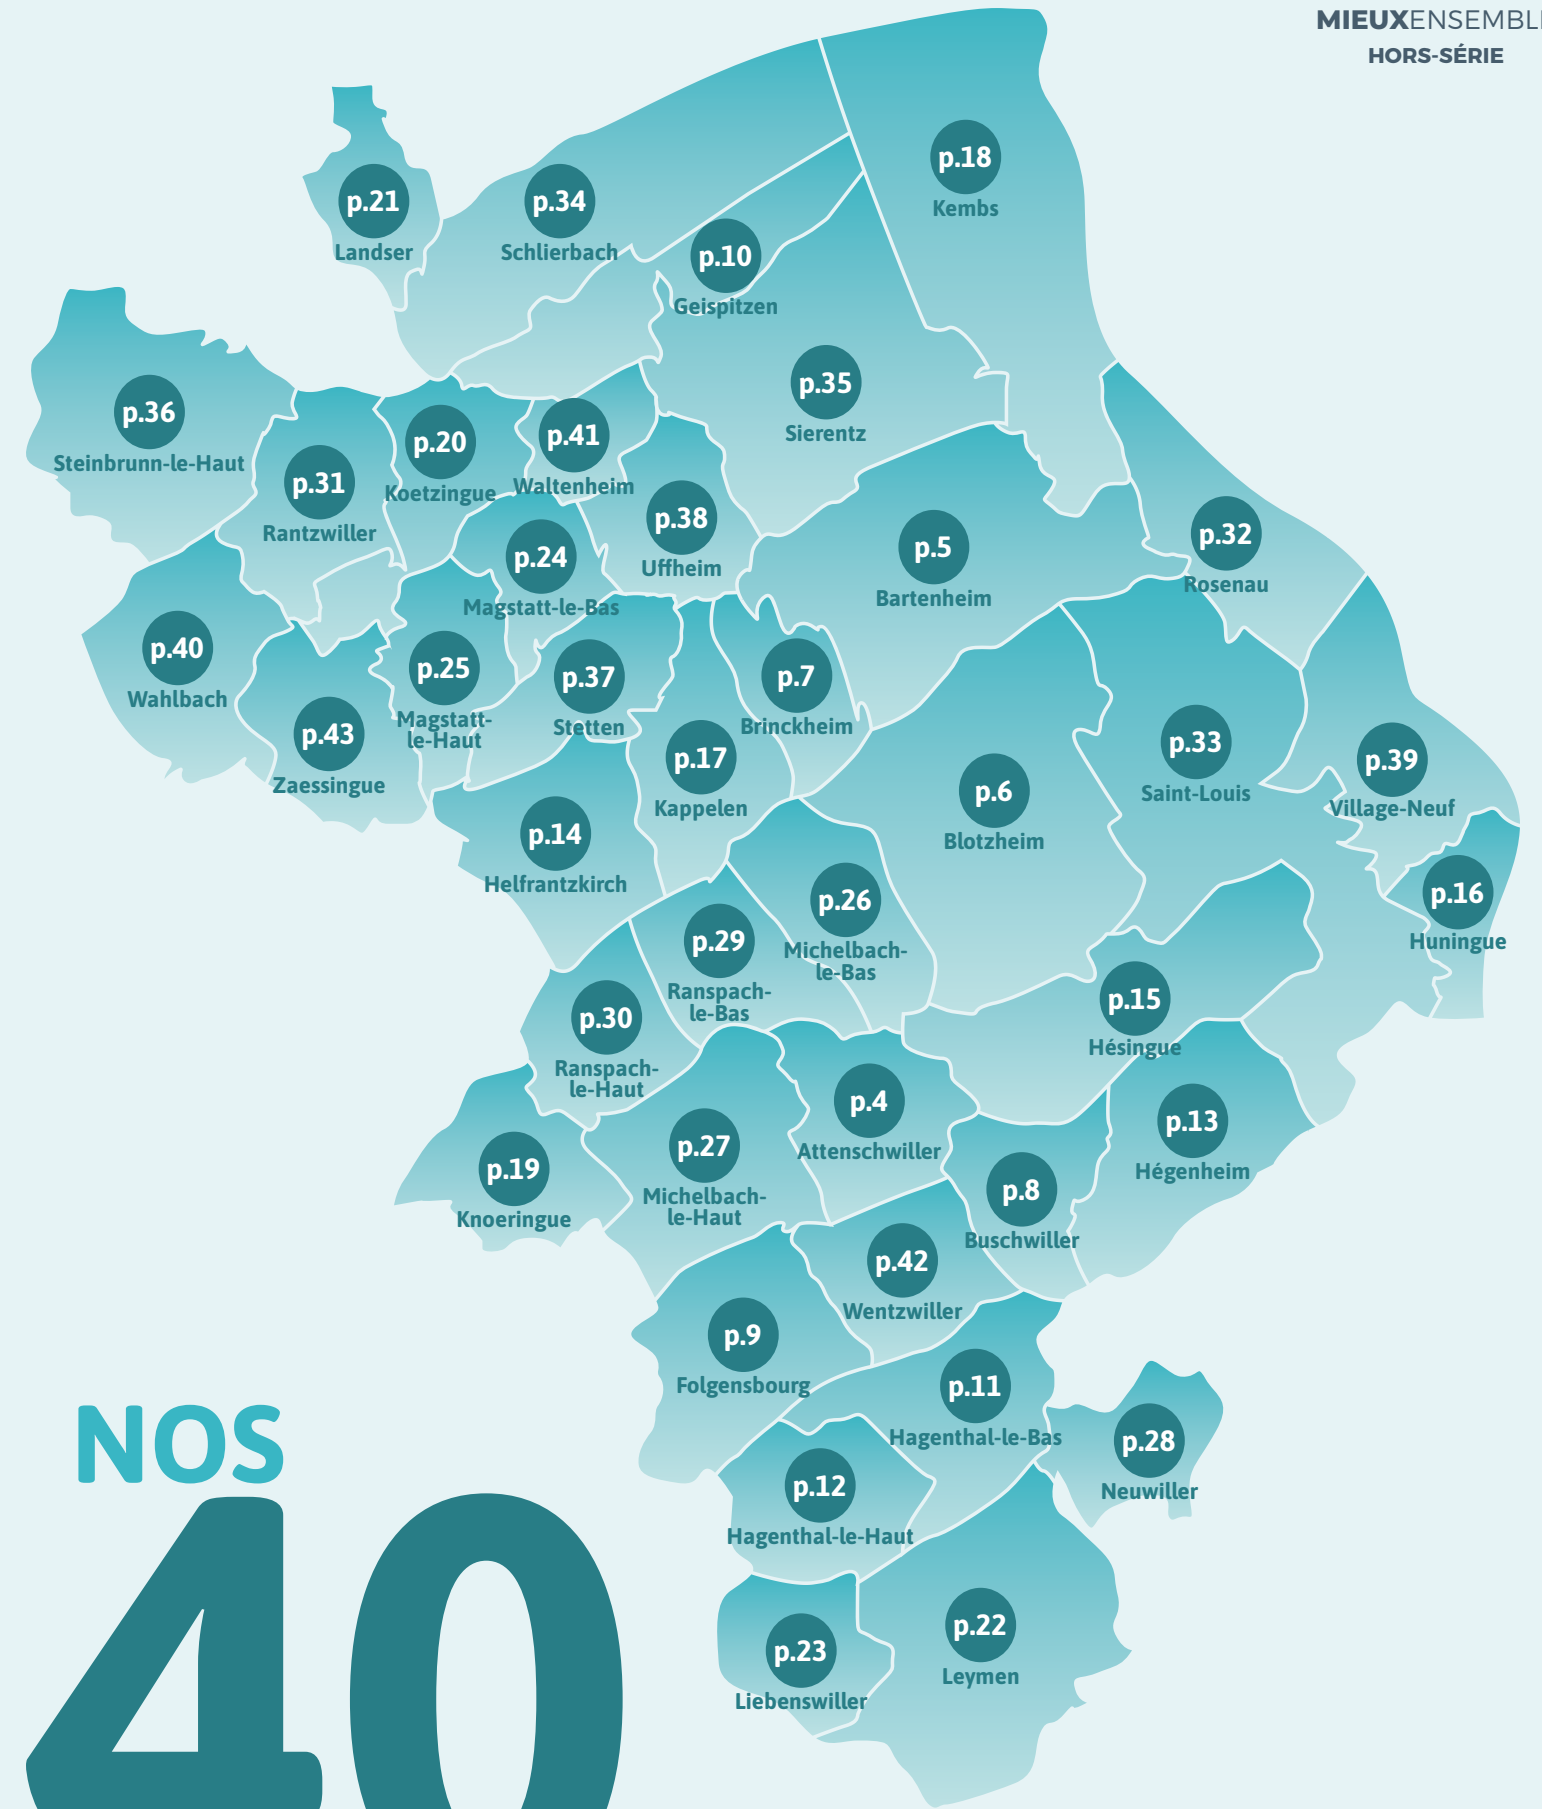 MIEUXENSEMBLE
HORS-SÉRIE
p.18
Kembs
p.21
Landser
p.34
Schlierbach
p.10
Geispitzen
p.35
Sierentz
p.36
Steinbrunn-le-Haut
p.31
Rantzwiller
p.20
Koetzingue
p.41
Waltenheim
p.38
Uffheim
p.24
Magstatt-le-Bas
p.5
Bartenheim
p.32
Rosenau
p.40
Wahlbach
p.43
Zaessingue
p.25
Magstatt-
le-Haut
p.37
Stetten
p.7
Brinckheim
p.17
Kappelen
p.6
Blotzheim
p.33
Saint-Louis
p.39
Village-Neuf
p.14
Helfrantzkirch
p.16
Huningue
p.26
Michelbach-
le-Bas
p.29
Ranspach-
le-Bas
p.30
Ranspach-
le-Haut
p.15
Hésingue
p.4
Attenschwiller
p.13
Hégenheim
p.19
Knoeringue
p.27
Michelbach-
le-Haut
p.8
Buschwiller
p.42
Wentzwiller
p.9
Folgensbourg
p.11
Hagenthal-le-Bas
p.28
Neuwiller
p.12
Hagenthal-le-Haut
p.23
Liebenswiller
p.22
Leymen
NOS
40